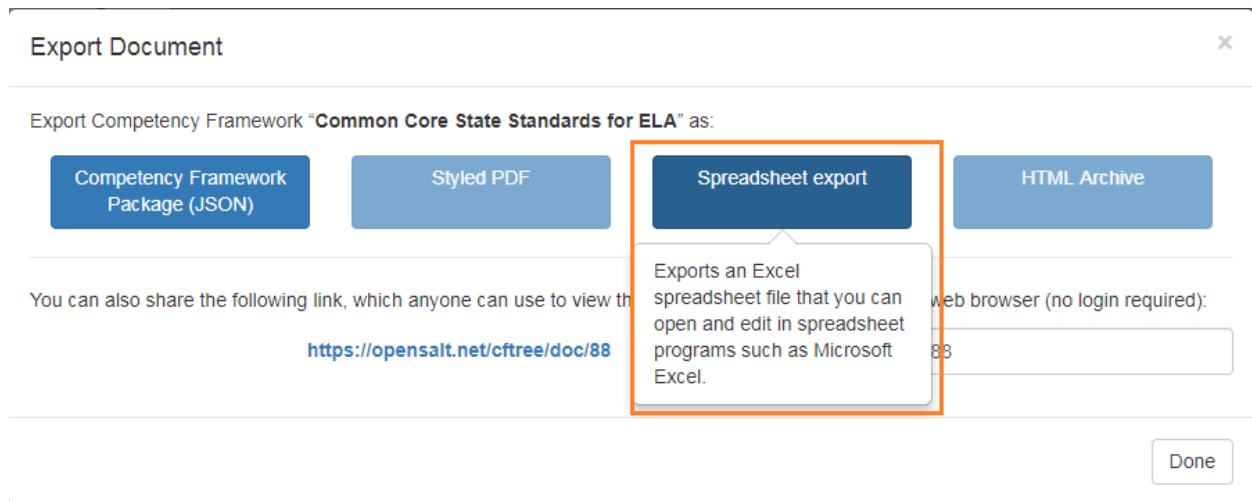 Export Document ×
Export Competency Framework “Common Core State Standards for ELA” as:
Competency Framework
Package (JSON)
Styled PDF
Spreadsheet export
HTML Archive
Exports an Excel
spreadsheet file that you can
open and edit in spreadsheet
programs such as Microsoft
Excel.
You can also share the following link, which anyone can use to view th
web browser (no login required):
https://opensalt.net/cftree/doc/88
88
Done